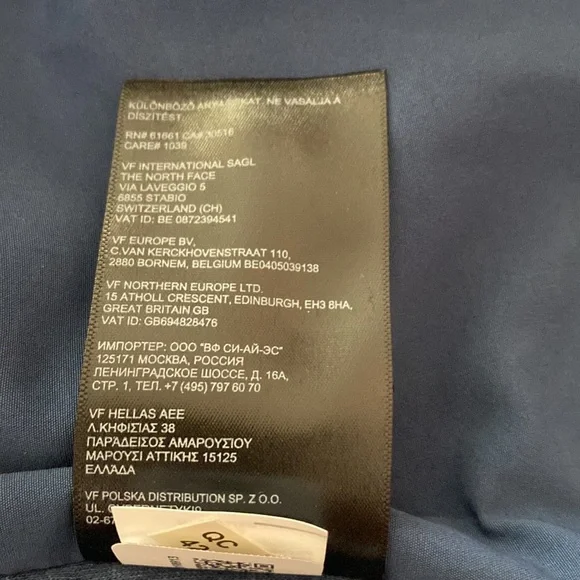 KÜLÖNBÖZŐ NE VASALJA A
DÍSZÍTÉST.
RN# 61661 CA# 30516
CARE# 1039
VF INTERNATIONAL SAGL
THE NORTH FACE
VIA LAVEGGIO 5
6855 STABIO
SWITZERLAND (CH)
VAT ID: BE 0872394541
VF EUROPE BV,
C.VAN KERCKHOVENSTRAAT 110,
2880 BORNEM, BELGIUM BE0405039138
VF NORTHERN EUROPE LTD.
15 ATHOLL CRESCENT, EDINBURGH, EH3 8HA,
GREAT BRITAIN GB
VAT ID: GB694828476
ИМПОРТЕР: ООО "ВФ СИ-АЙ-ЭС"
125171 МОСКВА, РОССИЯ
ЛЕНИНГРАДСКОЕ ШОССЕ, Д. 16А,
СТР. 1, ТЕЛ. +7 (495) 797 60 70
VF HELLAS AEE
Λ.ΚΗΦΙΣΙΑΣ 38
ΠΑΡΑΔΕΙΣΟΣ ΑΜΑΡΟΥΣΙΟΥ
ΜΑΡΟΥΣΙ ΑΤΤΙΚΗΣ 15125
ΕΛΛΑΔΑ
VF POLSKA DISTRIBUTION SP. Z O.O.
UL.
02-67
QC